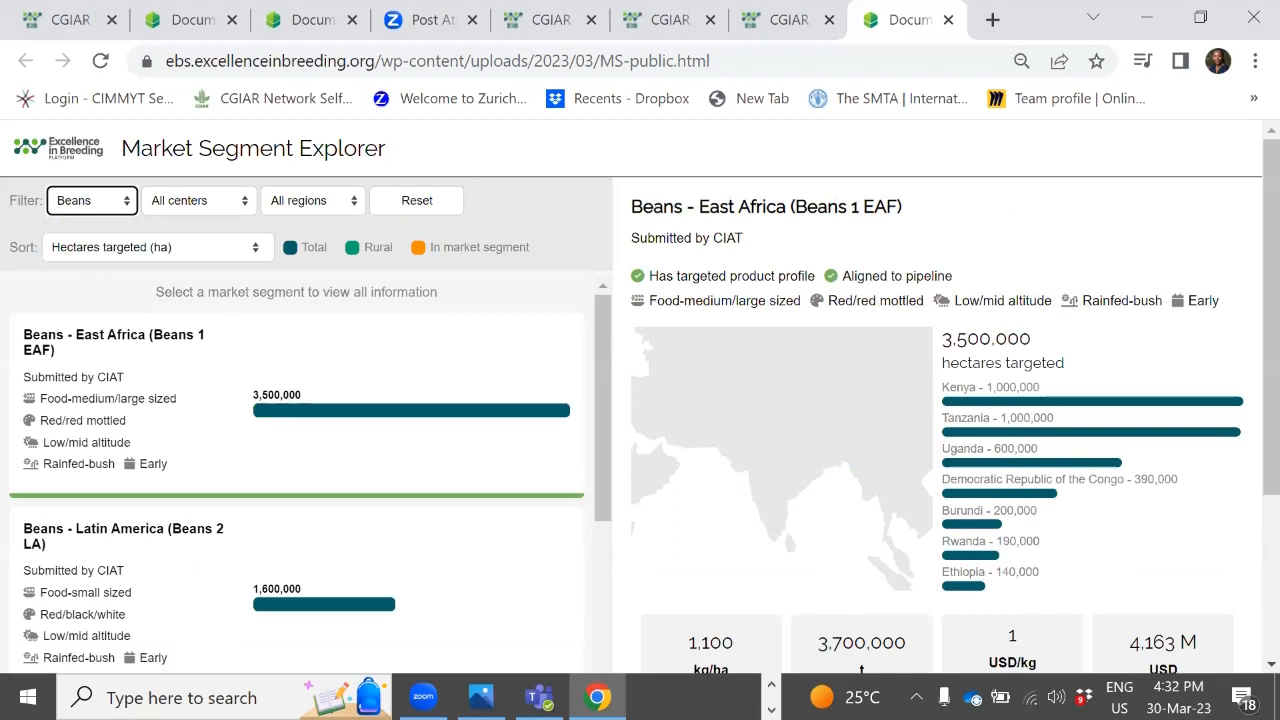 CGIAR
Docum
Docum
Post At
CGIAR
CGIAR
CGIAR
Docum
ebs.excellenceinbreeding.org/wp-content/uploads/2023/03/MS-public.html
Login - CIMMYT Se...
CGIAR Network Self...
Welcome to Zurich...
Recents - Dropbox
New Tab
The SMTA | Internat...
Team profile | Onlin...
»
Excellence
in Breeding
PLATFORM
Market Segment Explorer
Filter: Beans All centers All regions Reset
Sort: Hectares targeted (ha) Total Rural In market segment
Select a market segment to view all information
Beans - East Africa (Beans 1
EAF)
Submitted by CIAT
Food-medium/large sized
3,500,000
Red/red mottled
Low/mid altitude
Rainfed-bush Early
Beans - Latin America (Beans 2
LA)
Submitted by CIAT
Food-small sized
1,600,000
Red/black/white
Low/mid altitude
Rainfed-bush Early
Beans - East Africa (Beans 1 EAF)
Submitted by CIAT
Has targeted product profile Aligned to pipeline
Food-medium/large sized Red/red mottled Low/mid altitude Rainfed-bush Early
3,500,000
hectares targeted
Kenya - 1,000,000
Tanzania - 1,000,000
Uganda - 600,000
Democratic Republic of the Congo - 390,000
Burundi - 200,000
Rwanda - 190,000
Ethiopia - 140,000
1,100
kg/ha
3,700,000
t
1
USD/kg
4,163 M
USD
Type here to search
zoom
25°C
9
ENG
US
4:32 PM
30-Mar-23
18